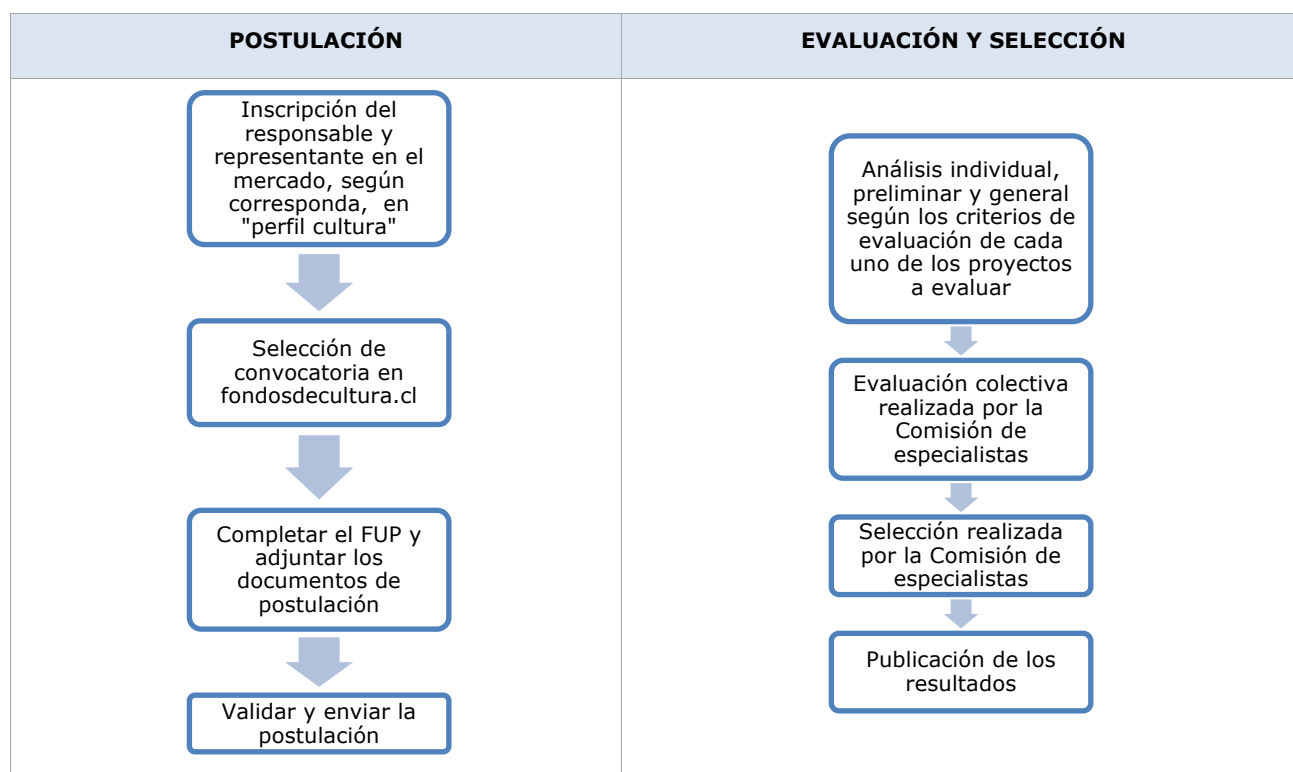 POSTULACIÓN
Inscripción del
responsable y
representante en el
mercado, según
corresponda, en
"perfil cultura"
Selección de
convocatoria en
fondosdecultura.cl
Completar el FUP y
adjuntar los
documentos de
postulación
Validar y enviar la
postulación
EVALUACIÓN Y SELECCIÓN
Análisis individual,
preliminar y general
según los criterios de
evaluación de cada
uno de los proyectos
a evaluar
Evaluación colectiva
realizada por la
Comisión de
especialistas
Selección realizada
por la Comisión de
especialistas
Publicación de los
resultados